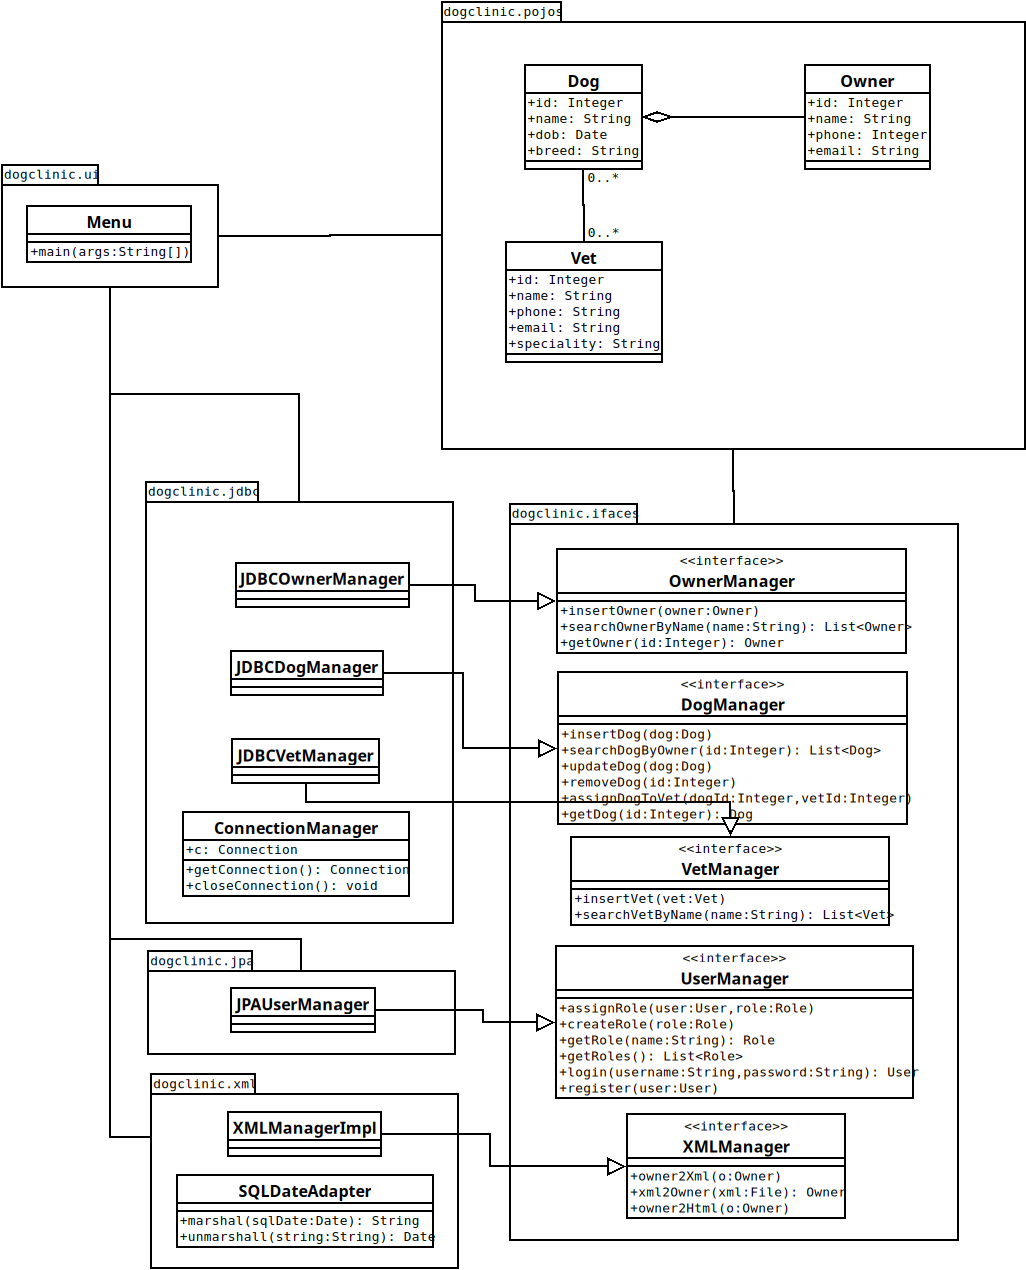 dogclinic.pojos
Dog
+id: Integer
+name: String
+dob: Date
+breed: String
Owner
+id: Integer
+name: String
+phone: Integer
+email: String
0..*
0..*
Vet
+id: Integer
+name: String
+phone: String
+email: String
+speciality: String
dogclinic.ui
Menu
+main(args:String[])
dogclinic.jdbc
JDBCOwnerManager
JDBCDogManager
JDBCVetManager
ConnectionManager
+c: Connection
+getConnection(): Connection
+closeConnection(): void
dogclinic.ifaces
<<interface>>
OwnerManager
+insertOwner(owner:Owner)
+searchOwnerByName(name:String): List<Owner>
+getOwner(id:Integer): Owner
<<interface>>
DogManager
+insertDog(dog:Dog)
+searchDogByOwner(id:Integer): List<Dog>
+updateDog(dog:Dog)
+removeDog(id:Integer)
+assignDogToVet(dogId:Integer,vetId:Integer)
+getDog(id:Integer): Dog
<<interface>>
VetManager
+insertVet(vet:Vet)
+searchVetByName(name:String): List<Vet>
<<interface>>
UserManager
+assignRole(user:User,role:Role)
+createRole(role:Role)
+getRole(name:String): Role
+getRoles(): List<Role>
+login(username:String,password:String): User
+register(user:User)
<<interface>>
XMLManager
+owner2Xml(o:Owner)
+xml2Owner(xml:File): Owner
+owner2Html(o:Owner)
dogclinic.jpa
JPAUserManager
dogclinic.xml
XMLManagerImpl
SQLDateAdapter
+marshal(sqlDate:Date): String
+unmarshall(string:String): Date